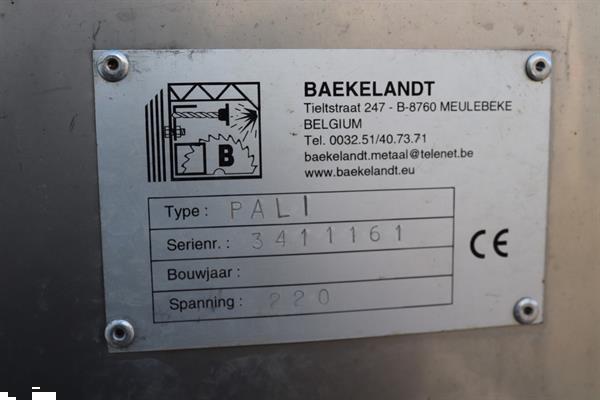 BAEKELANDT
Tieltstraat 247 - B-8760 MEULEBEKE
BELGIUM
Tel. 0032.51/40.73.71
baekelandt.metaal@telenet.be
www.baekelandt.eu
B
Type : PALI
Serienr. : 3411161
Bouwjaar :
Spanning : 220
CE